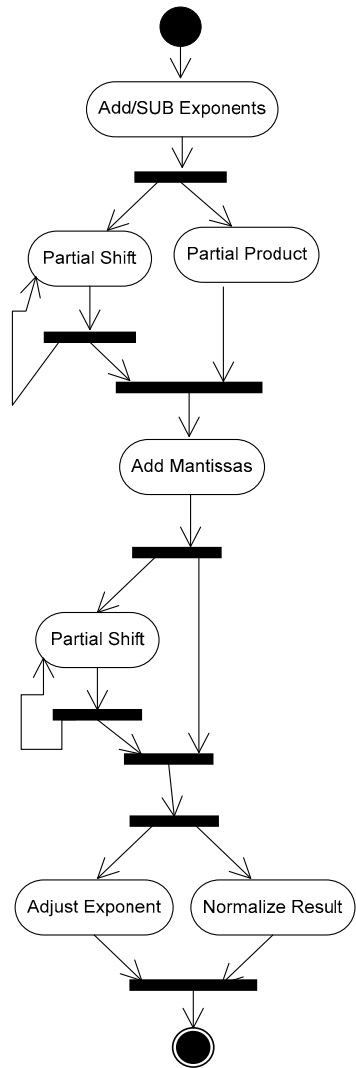 Add/SUB Exponents
Partial Shift
Partial Product
Add Mantissas
Partial Shift
Adjust Exponent
Normalize Result